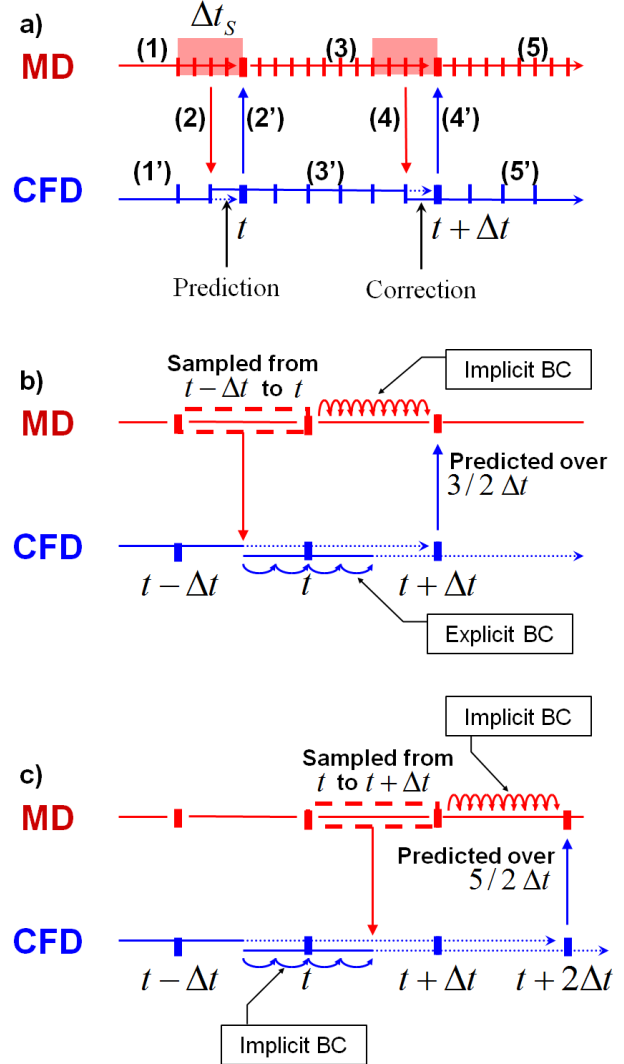 a)
Δt_S
(1) (3) (5)
MD
(2) (2') (4) (4')
(1') (3') (5')
CFD
t t + Δt
Prediction Correction
b)
Implicit BC
Sampled from
t − Δt to t
MD
Predicted over
3/2 Δt
CFD
t − Δt t t + Δt
Explicit BC
Implicit BC
c)
Sampled from
t to t + Δt
MD
Predicted over
5/2 Δt
CFD
t − Δt t t + Δt t + 2Δt
Implicit BC